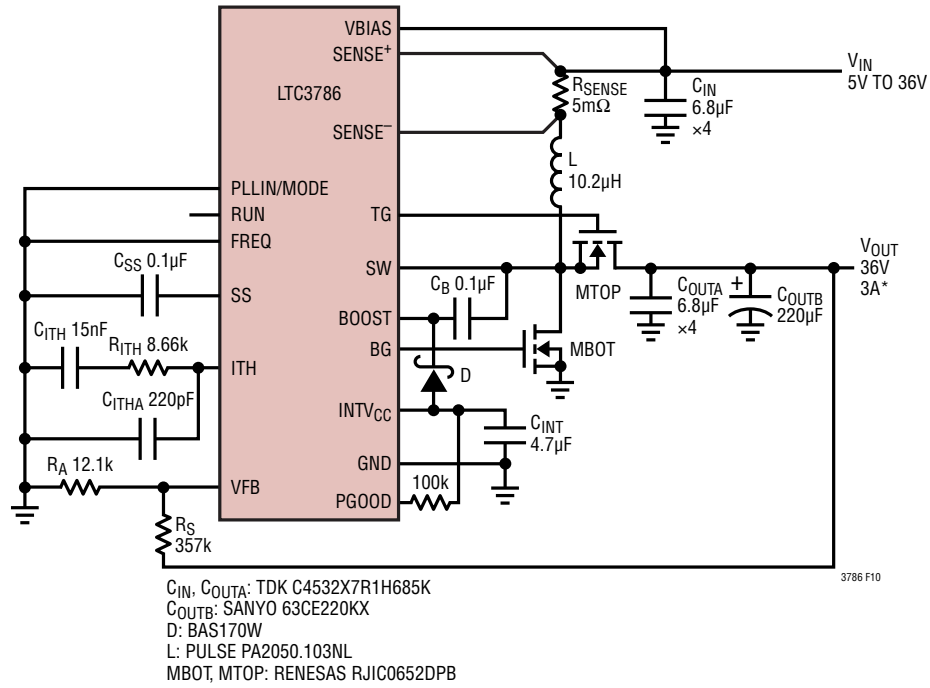 LTC3786
VBIAS
SENSE+
SENSE–
PLLIN/MODE
RUN
FREQ
SS
ITH
VFB
TG
SW
BOOST
BG
INTVCC
GND
PGOOD
CSS 0.1µF
CITH 15nF
RITH 8.66k
CITHA 220pF
RA 12.1k
RS
357k
VIN
5V TO 36V
RSENSE
5mΩ
CIN
6.8µF
×4
L
10.2µH
MTOP
VOUT
36V
3A*
COUTA
6.8µF
×4
+
COUTB
220µF
CB 0.1µF
MBOT
D
CINT
4.7µF
100k
3786 F10
CIN, COUTA: TDK C4532X7R1H685K
COUTB: SANYO 63CE220KX
D: BAS170W
L: PULSE PA2050.103NL
MBOT, MTOP: RENESAS RJIC0652DPB